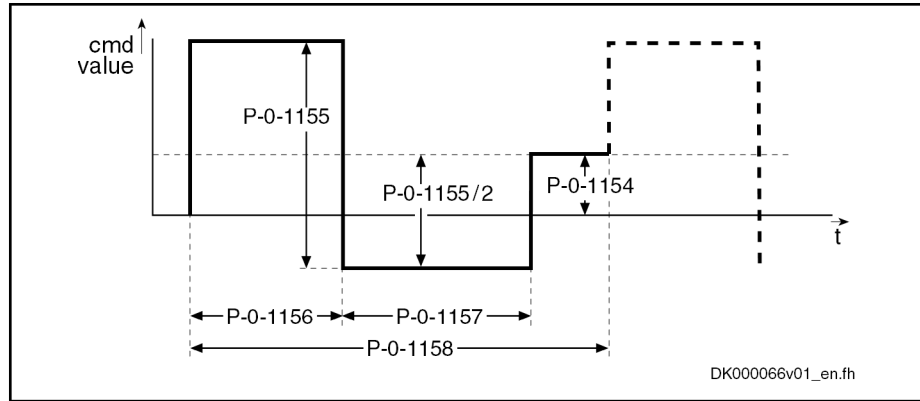 cmd
value
P-0-1155
P-0-1155/2
P-0-1154
t
P-0-1156
P-0-1157
P-0-1158
DK000066v01_en.fh